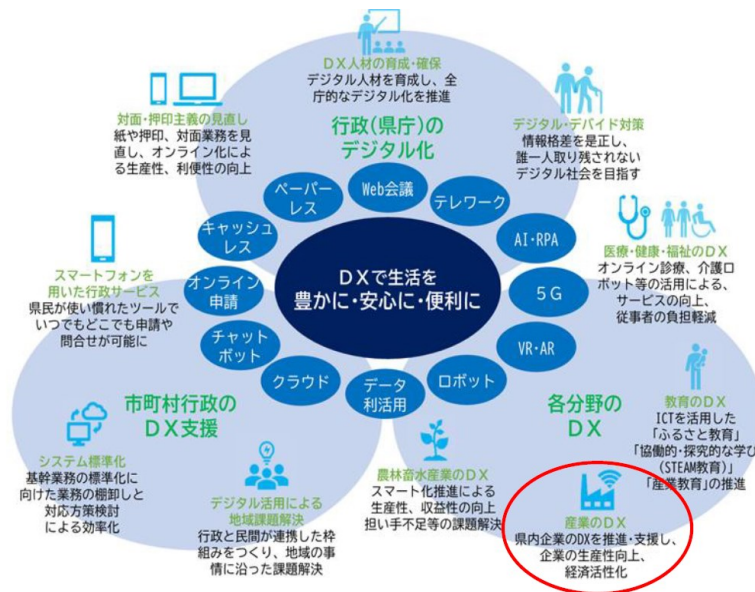 DX人材の育成・確保
デジタル人材を育成し、全
庁的なデジタル化を推進
行政(県庁)の
デジタル化
対面・押印主義の見直し
紙や押印、対面業務を見
直し、オンライン化によ
る生産性、利便性の向上
デジタル・デバイド対策
情報格差を是正し、
誰一人取り残されない
デジタル社会を目指す
スマートフォンを
用いた行政サービス
県民が使い慣れたツールで
いつでもどこでも申請や
問合せが可能に
医療・健康・福祉のDX
オンライン診療、介護ロ
ボット等の活用による、
サービスの向上、
従事者の負担軽減
DXで生活を
豊かに・安心に・便利に
Web会議
テレワーク
AI・RPA
5G
VR・AR
ロボット
データ
利活用
クラウド
チャット
ボット
オンライン
申請
キャッシュ
レス
ペーパー
レス
市町村行政の
DX支援
システム標準化
基幹業務の標準化に
向けた業務の棚卸しと
対応方策検討
による効率化
デジタル活用による
地域課題解決
行政と民間が連携した枠
組みをつくり、地域の事
情に沿った課題解決
各分野の
DX
農林畜水産業のDX
スマート化推進による
生産性、収益性の向上
担い手不足等の課題解決
教育のDX
ICTを活用した
「ふるさと教育」
「協働的・探究的な学び
(STEAM教育)」
「産業教育」の推進
産業のDX
県内企業のDXを推進・支援し、
企業の生産性向上、
経済活性化